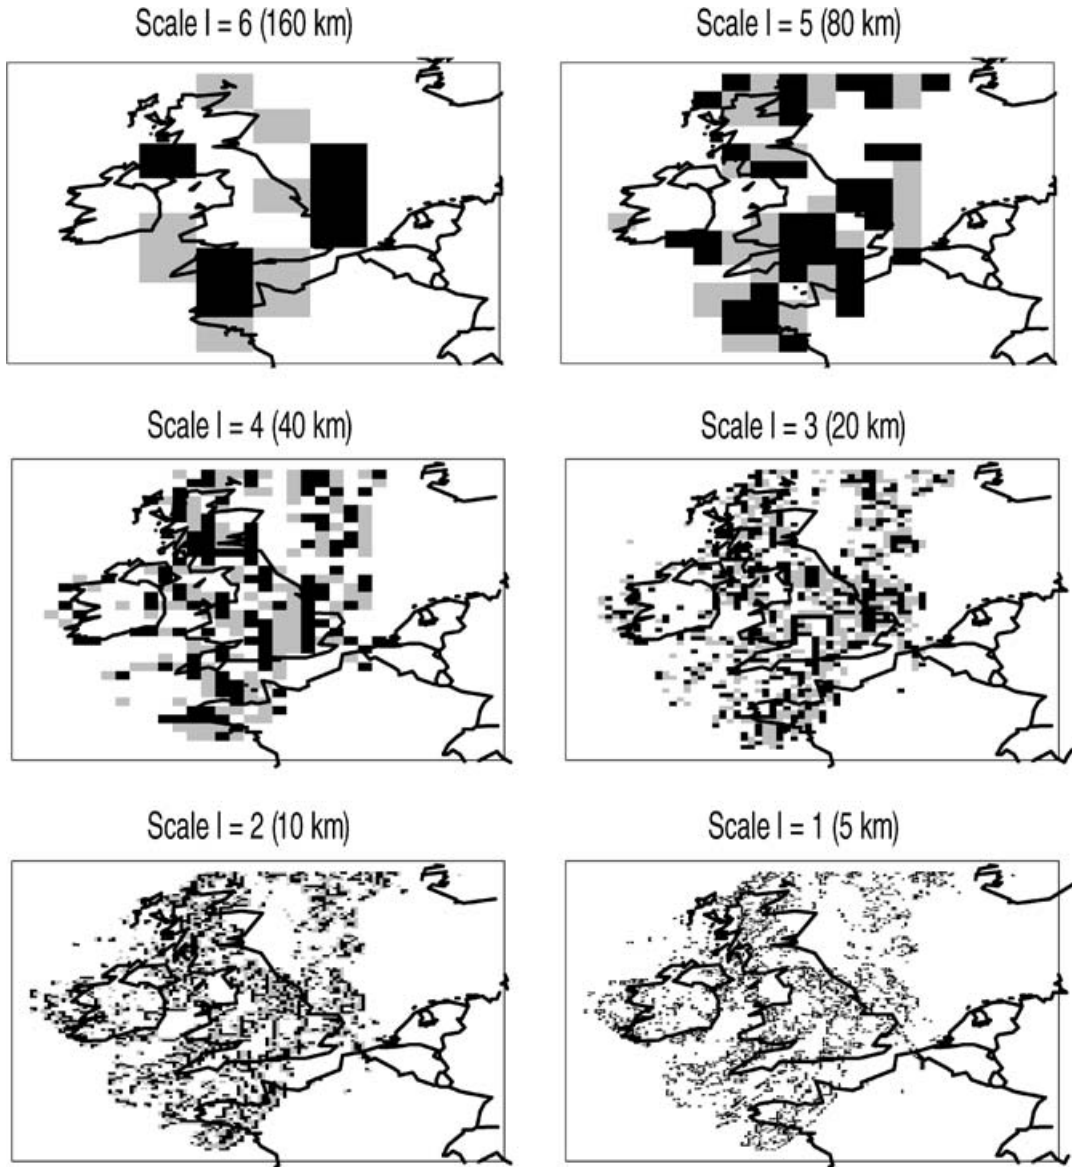 Scale l = 6 (160 km)
Scale l = 5 (80 km)
Scale l = 4 (40 km)
Scale l = 3 (20 km)
Scale l = 2 (10 km)
Scale l = 1 (5 km)